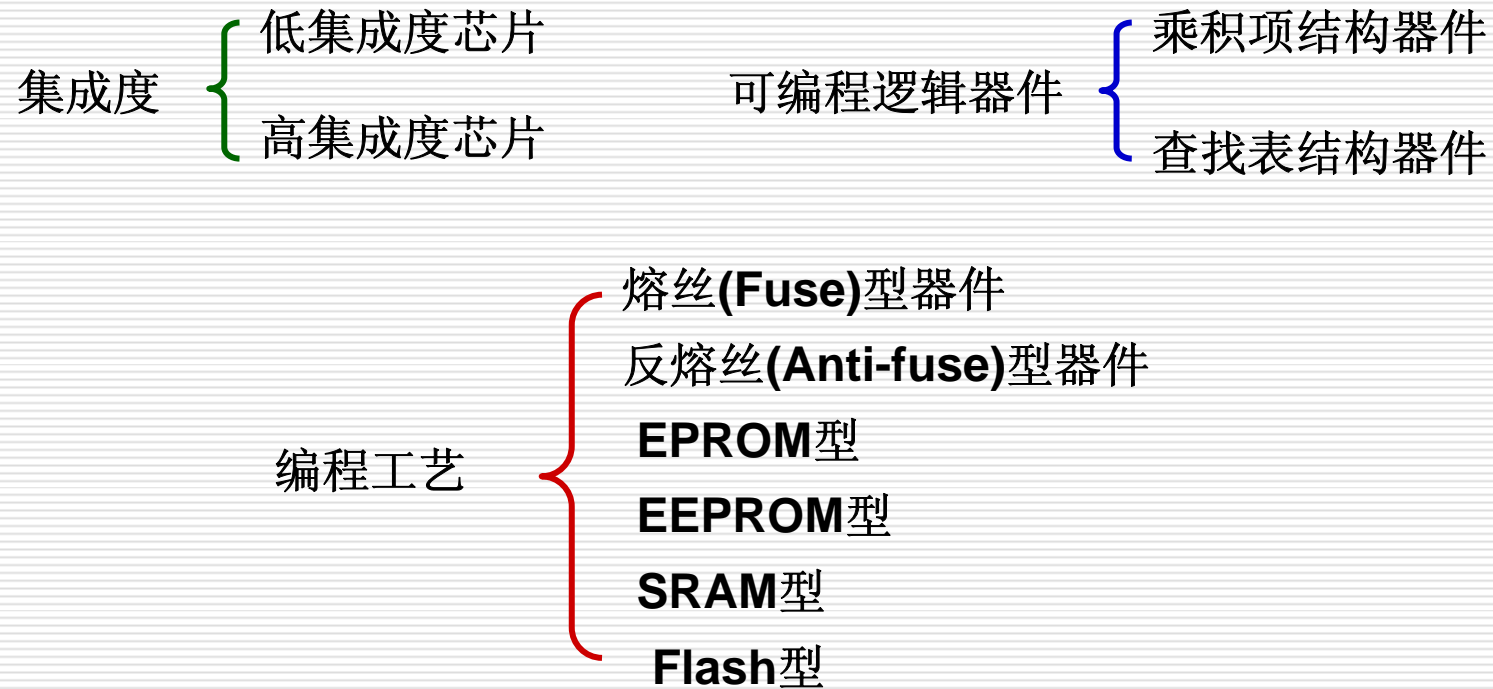 集成度
低集成度芯片
高集成度芯片
可编程逻辑器件
乘积项结构器件
查找表结构器件
编程工艺
熔丝(Fuse)型器件
反熔丝(Anti-fuse)型器件
EPROM型
EEPROM型
SRAM型
Flash型